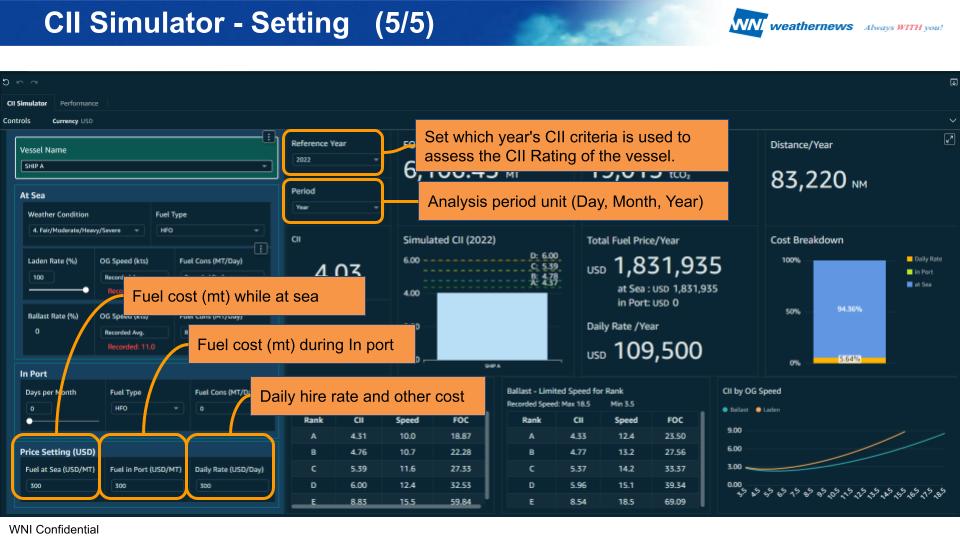 CII Simulator - Setting (5/5)
WNI weathernews Always WITH you!
CII Simulator Performance
Controls Currency USD
Vessel Name
SHIP A
Reference Year
2022
Set which year's CII criteria is used to
assess the CII Rating of the vessel.
MT
tCO₂
Distance/Year
83,220 NM
Period
Year
Analysis period unit (Day, Month, Year)
At Sea
Weather Condition
4. Fair/Moderate/Heavy/Severe
Fuel Type
HFO
Laden Rate (%)
100
OG Speed (kts)
Fuel Cons (MT/Day)
Ballast Rate (%)
0
OG Speed (kts)
Recorded Avg.
Recorded: 11.0
CII
4.03
Fuel cost (mt) while at sea
Fuel cost (mt) during In port
Daily hire rate and other cost
Simulated CII (2022)
6.00
4.00
D: 6.00
C: 5.39
B: 4.78
A: 4.37
SHIP A
Total Fuel Price/Year
USD 1,831,935
at Sea : USD 1,831,935
in Port: USD 0
Daily Rate /Year
USD 109,500
Cost Breakdown
100%
50%
0%
94.36%
5.64%
Daily Rate
in Port
at Sea
In Port
Days per Month
0
Fuel Type
HFO
Fuel Cons (MT/D
0
Price Setting (USD)
Fuel at Sea (USD/MT)
300
Fuel in Port (USD/MT)
300
Daily Rate (USD/Day)
300
Rank CII Speed FOC
A 4.31 10.0 18.87
B 4.76 10.7 22.28
C 5.39 11.6 27.33
D 6.00 12.4 32.53
E 8.83 15.5 59.84
Ballast - Limited Speed for Rank
Recorded Speed: Max 18.5 Min 3.5
Rank CII Speed FOC
A 4.33 12.4 23.50
B 4.77 13.2 27.56
C 5.37 14.2 33.37
D 5.96 15.1 39.34
E 8.54 18.5 69.09
CII by OG Speed
Ballast Laden
9.00
6.00
3.00
0.00
3.5 4.5 5.5 6.5 7.5 8.5 9.5 10.5 11.5 12.5 13.5 14.5 15.5 16.5 17.5 18.5
WNI Confidential